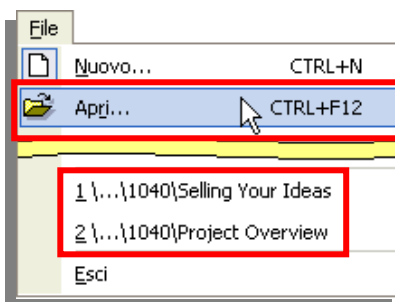 File
Nuovo... CTRL+N
Apri... CTRL+F12
1 \...\1040\Selling Your Ideas
2 \...\1040\Project Overview
Esci